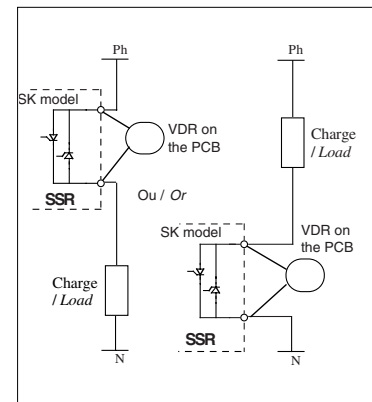 Ph
SK model
VDR on
the PCB
SSR
Charge
/ Load
N
Ou / Or
Ph
Charge
/ Load
SK model
VDR on
the PCB
SSR
N